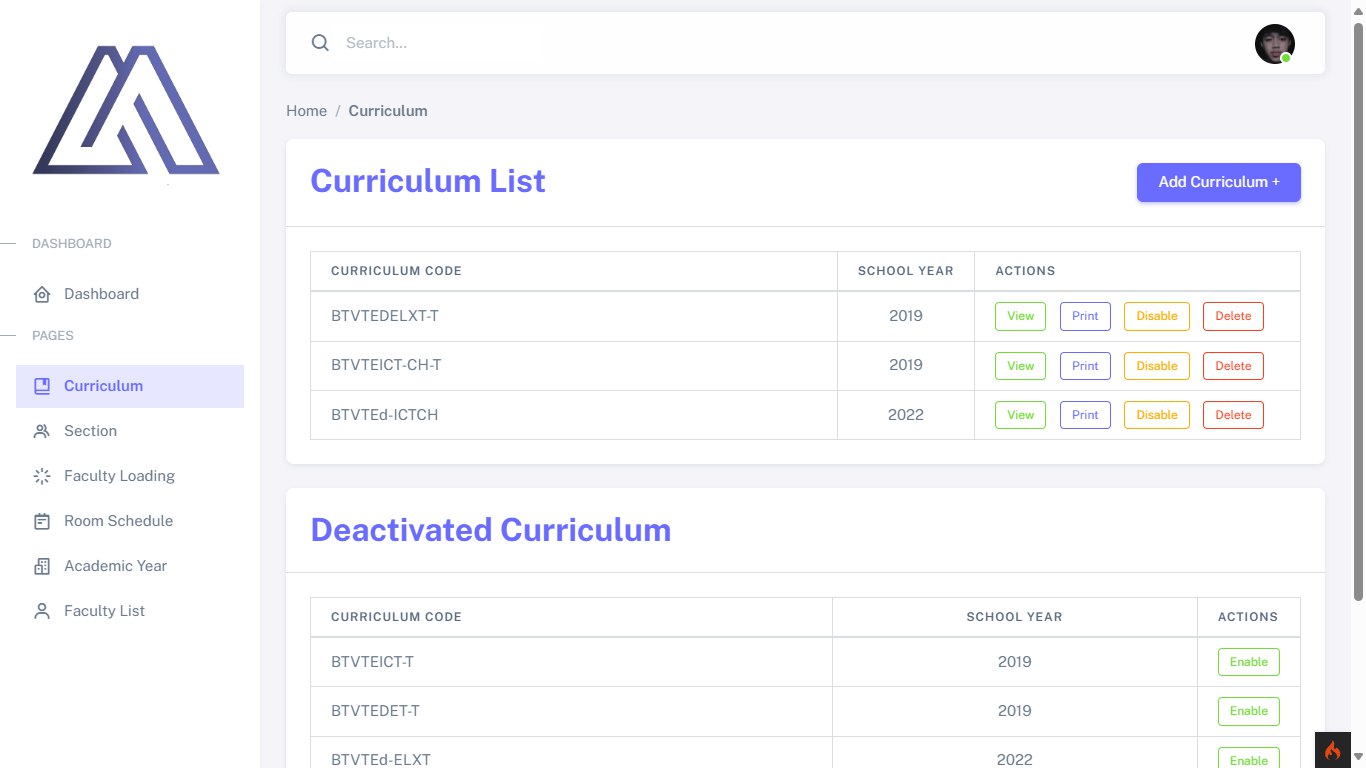 Search...
Home / Curriculum
DASHBOARD
Dashboard
PAGES
Curriculum
Section
Faculty Loading
Room Schedule
Academic Year
Faculty List
Curriculum List
Add Curriculum +
CURRICULUM CODE SCHOOL YEAR ACTIONS
BTVTEDELXT-T 2019 View Print Disable Delete
BTVTEICT-CH-T 2019 View Print Disable Delete
BTVTEd-ICTCH 2022 View Print Disable Delete
Deactivated Curriculum
CURRICULUM CODE SCHOOL YEAR ACTIONS
BTVTEICT-T 2019 Enable
BTVTEDET-T 2019 Enable
BTVTEd-ELXT 2022 Enable